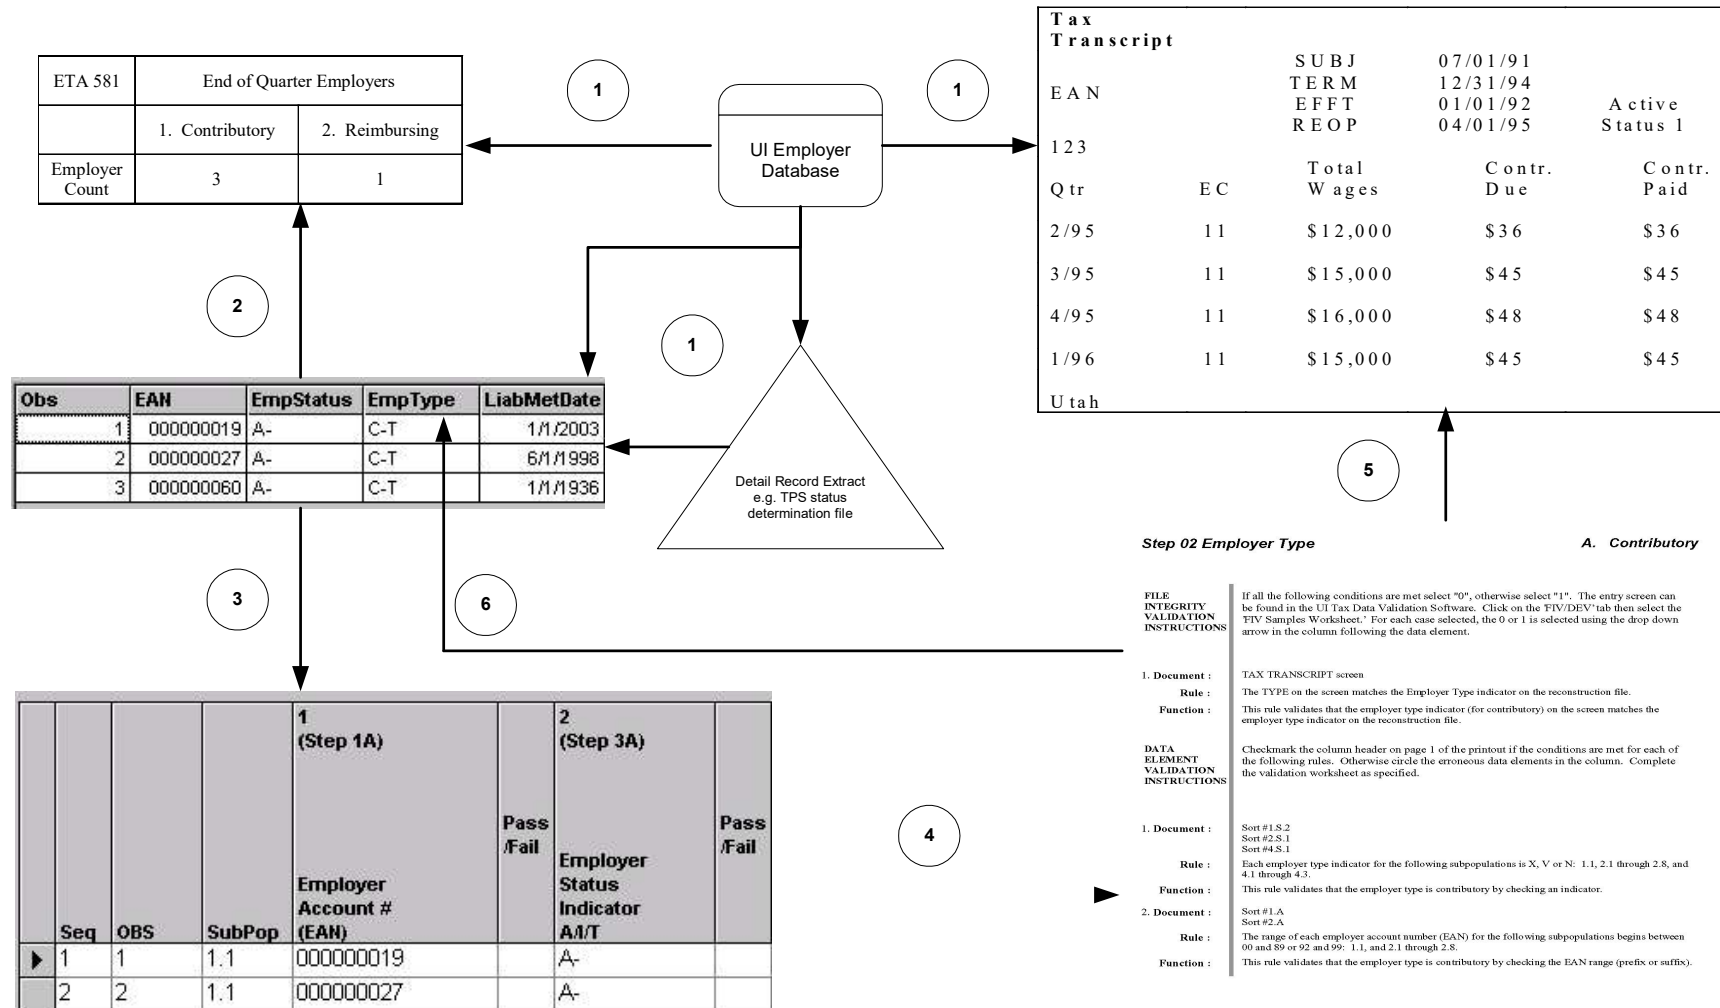 ETA 581 End of Quarter Employers
1. Contributory 2. Reimbursing
Employer
Count 3 1
1
UI Employer
Database
1
Tax
Transcript
SUBJ 07/01/91
EAN TERM 12/31/94
EFFT 01/01/92 Active
REOP 04/01/95 Status 1
123
Total Contr. Contr.
Qtr EC Wages Due Paid
2/95 11 $12,000 $36 $36
3/95 11 $15,000 $45 $45
4/95 11 $16,000 $48 $48
1/96 11 $15,000 $45 $45
Utah
2
1
Obs EAN EmpStatus EmpType LiabMetDate
1 000000019 A- C-T 1/1/2003
2 000000027 A- C-T 6/1/1998
3 000000060 A- C-T 1/1/1936
Detail Record Extract
e.g. TPS status
determination file
5
3
6
Step 02 Employer Type A. Contributory
FILE
INTEGRITY
VALIDATION
INSTRUCTIONS
If all the following conditions are met select "0", otherwise select "1". The entry screen can
be found in the UI Tax Data Validation Software. Click on the 'FIV/DEV' tab then select the
'FIV Samples Worksheet.' For each case selected, the 0 or 1 is selected using the drop down
arrow in the column following the data element.
1. Document : TAX TRANSCRIPT screen
Rule : The TYPE on the screen matches the Employer Type indicator on the reconstruction file.
Function : This rule validates that the employer type indicator (for contributory) on the screen matches the
employer type indicator on the reconstruction file.
DATA
ELEMENT
VALIDATION
INSTRUCTIONS
Checkmark the column header on page 1 of the printout if the conditions are met for each of
the following rules. Otherwise circle the erroneous data elements in the column. Complete
the validation worksheet as specified.
1. Document : Sort #1.S.2
Sort #2.S.1
Sort #4.S.1
Rule : Each employer type indicator for the following subpopulations is X, V or N: 1.1, 2.1 through 2.8, and
4.1 through 4.3.
Function : This rule validates that the employer type is contributory by checking an indicator.
2. Document : Sort #1.A
Sort #2.A
Rule : The range of each employer account number (EAN) for the following subpopulations begins between
00 and 89 or 92 and 99: 1.1, and 2.1 through 2.8.
Function : This rule validates that the employer type is contributory by checking the EAN range (prefix or suffix).
4
1
(Step 1A)
2
(Step 3A)
Pass
/Fail
Pass
/Fail
Employer
Account #
(EAN)
Employer
Status
Indicator
A/I/T
Seq OBS SubPop
1 1 1.1 000000019 A-
2 2 1.1 000000027 A-